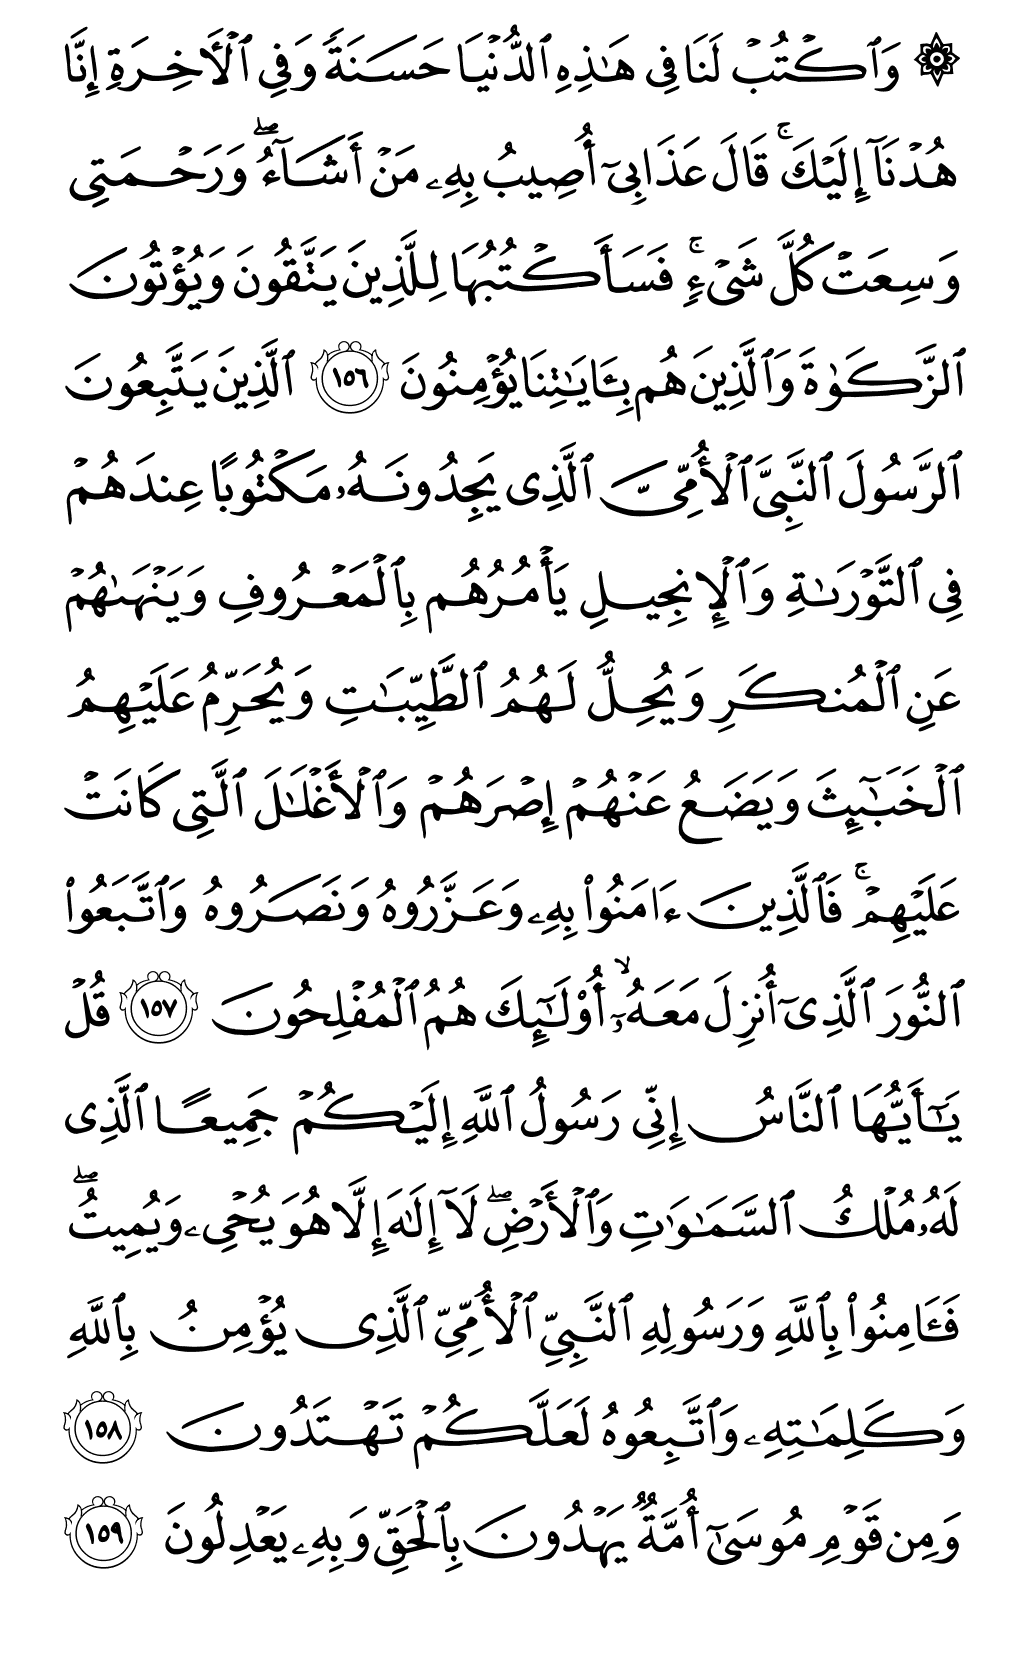 ۞ وَٱكۡتُبۡ لَنَا فِي هَٰذِهِ ٱلدُّنۡيَا حَسَنَةٗ وَفِي ٱلۡأٓخِرَةِ إِنَّا
هُدۡنَآ إِلَيۡكَۚ قَالَ عَذَابِيٓ أُصِيبُ بِهِۦ مَنۡ أَشَآءُۖ وَرَحۡمَتِي
وَسِعَتۡ كُلَّ شَيۡءٖۚ فَسَأَكۡتُبُهَا لِلَّذِينَ يَتَّقُونَ وَيُؤۡتُونَ
ٱلزَّكَوٰةَ وَٱلَّذِينَ هُم بِـَٔايَٰتِنَا يُؤۡمِنُونَ ١٥٦ ٱلَّذِينَ يَتَّبِعُونَ
ٱلرَّسُولَ ٱلنَّبِيَّ ٱلۡأُمِّيَّ ٱلَّذِي يَجِدُونَهُۥ مَكۡتُوبًا عِندَهُمۡ
فِي ٱلتَّوۡرَىٰةِ وَٱلۡإِنجِيلِ يَأۡمُرُهُم بِٱلۡمَعۡرُوفِ وَيَنۡهَىٰهُمۡ
عَنِ ٱلۡمُنكَرِ وَيُحِلُّ لَهُمُ ٱلطَّيِّبَٰتِ وَيُحَرِّمُ عَلَيۡهِمُ
ٱلۡخَبَٰٓئِثَ وَيَضَعُ عَنۡهُمۡ إِصۡرَهُمۡ وَٱلۡأَغۡلَٰلَ ٱلَّتِي كَانَتۡ
عَلَيۡهِمۡۚ فَٱلَّذِينَ ءَامَنُواْ بِهِۦ وَعَزَّرُوهُ وَنَصَرُوهُ وَٱتَّبَعُواْ
ٱلنُّورَ ٱلَّذِيٓ أُنزِلَ مَعَهُۥٓ ۙ أُوْلَٰٓئِكَ هُمُ ٱلۡمُفۡلِحُونَ ١٥٧ قُلۡ
يَٰٓأَيُّهَا ٱلنَّاسُ إِنِّي رَسُولُ ٱللَّهِ إِلَيۡكُمۡ جَمِيعًا ٱلَّذِي
لَهُۥ مُلۡكُ ٱلسَّمَٰوَٰتِ وَٱلۡأَرۡضِۖ لَآ إِلَٰهَ إِلَّا هُوَ يُحۡيِۦ وَيُمِيتُۖ
فَـَٔامِنُواْ بِٱللَّهِ وَرَسُولِهِ ٱلنَّبِيِّ ٱلۡأُمِّيِّ ٱلَّذِي يُؤۡمِنُ بِٱللَّهِ
وَكَلِمَٰتِهِۦ وَٱتَّبِعُوهُ لَعَلَّكُمۡ تَهۡتَدُونَ ١٥٨
وَمِن قَوۡمِ مُوسَىٰٓ أُمَّةٞ يَهۡدُونَ بِٱلۡحَقِّ وَبِهِۦ يَعۡدِلُونَ ١٥٩